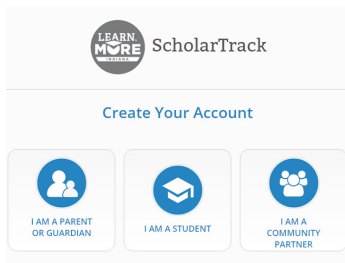 LEARN.
MORE
INDIANA
ScholarTrack
Create Your Account
I AM A PARENT
OR GUARDIAN
I AM A STUDENT
I AM A
COMMUNITY
PARTNER